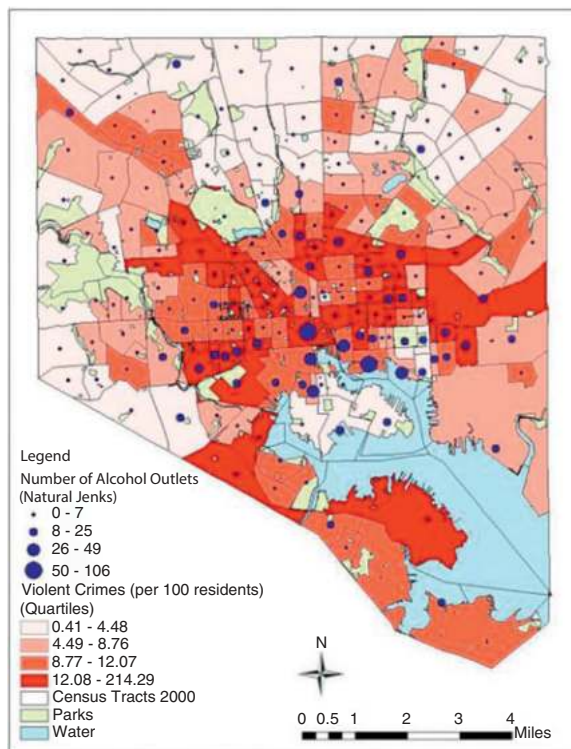 Legend
Number of Alcohol Outlets
(Natural Jenks)
0 - 7
8 - 25
26 - 49
50 - 106
Violent Crimes (per 100 residents)
(Quartiles)
0.41 - 4.48
4.49 - 8.76
8.77 - 12.07
12.08 - 214.29
Census Tracts 2000
Parks
Water
N
0 0.5 1 2 3 4
Miles